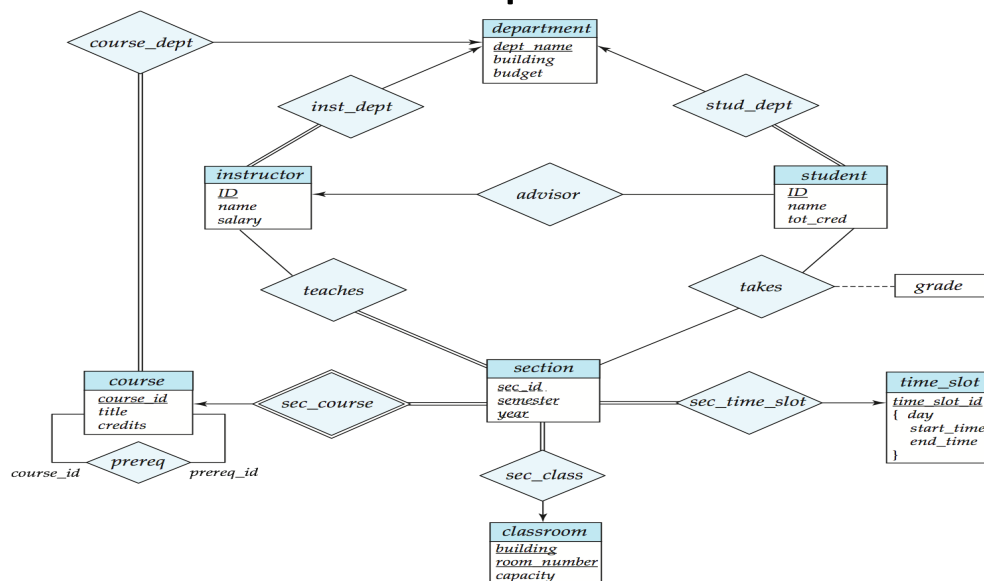 department
course_dept
dept_name
building
budget
inst_dept
stud_dept
instructor
ID
name
salary
advisor
student
ID
name
tot_cred
teaches
takes
grade
section
sec_id
semester
year
course
course_id
title
credits
sec_course
sec_time_slot
time_slot
time_slot_id
{ day
start_time
end_time
}
prereq
course_id
prereq_id
sec_class
classroom
building
room_number
capacity